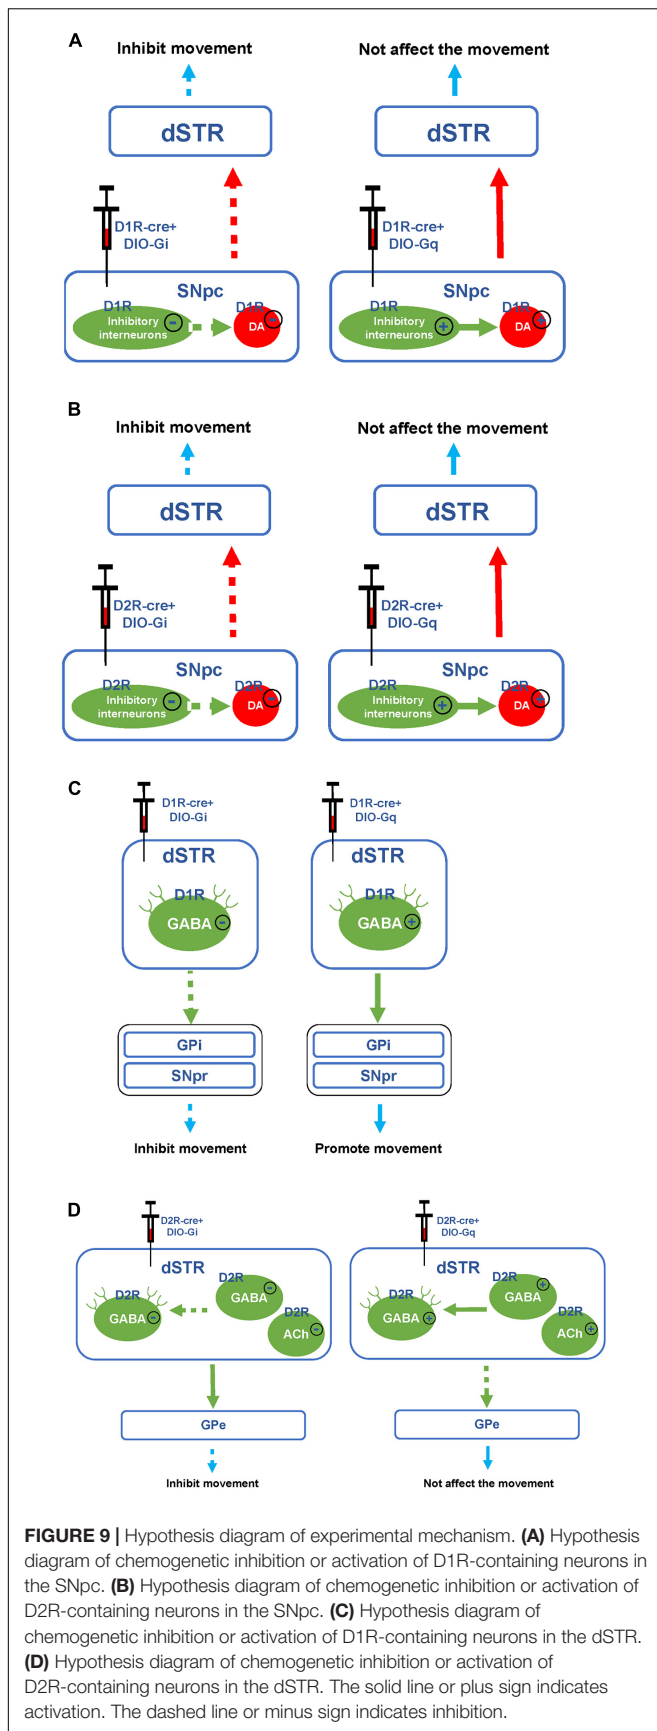 A
Inhibit movement
Not affect the movement
dSTR
dSTR
D1R-cre+
DIO-Gi
D1R-cre+
DIO-Gq
SNpc
D1R
Inhibitory
interneurons
-
D1R
DA
-
SNpc
D1R
Inhibitory
interneurons
+
D1R
DA
+
B
Inhibit movement
Not affect the movement
dSTR
dSTR
D2R-cre+
DIO-Gi
D2R-cre+
DIO-Gq
SNpc
D2R
Inhibitory
interneurons
-
D2R
DA
-
SNpc
D2R
Inhibitory
interneurons
+
D2R
DA
+
C
D1R-cre+
DIO-Gi
D1R-cre+
DIO-Gq
dSTR
D1R
GABA
-
dSTR
D1R
GABA
+
GPi
SNpr
GPi
SNpr
Inhibit movement
Promote movement
D
D2R-cre+
DIO-Gi
D2R-cre+
DIO-Gq
dSTR
D2R
GABA
-
D2R
GABA
-
D2R
ACh
-
dSTR
D2R
GABA
+
D2R
GABA
+
D2R
ACh
+
GPe
GPe
Inhibit movement
Not affect the movement
FIGURE 9 | Hypothesis diagram of experimental mechanism. (A) Hypothesis
diagram of chemogenetic inhibition or activation of D1R-containing neurons in
the SNpc. (B) Hypothesis diagram of chemogenetic inhibition or activation of
D2R-containing neurons in the SNpc. (C) Hypothesis diagram of
chemogenetic inhibition or activation of D1R-containing neurons in the dSTR.
(D) Hypothesis diagram of chemogenetic inhibition or activation of
D2R-containing neurons in the dSTR. The solid line or plus sign indicates
activation. The dashed line or minus sign indicates inhibition.